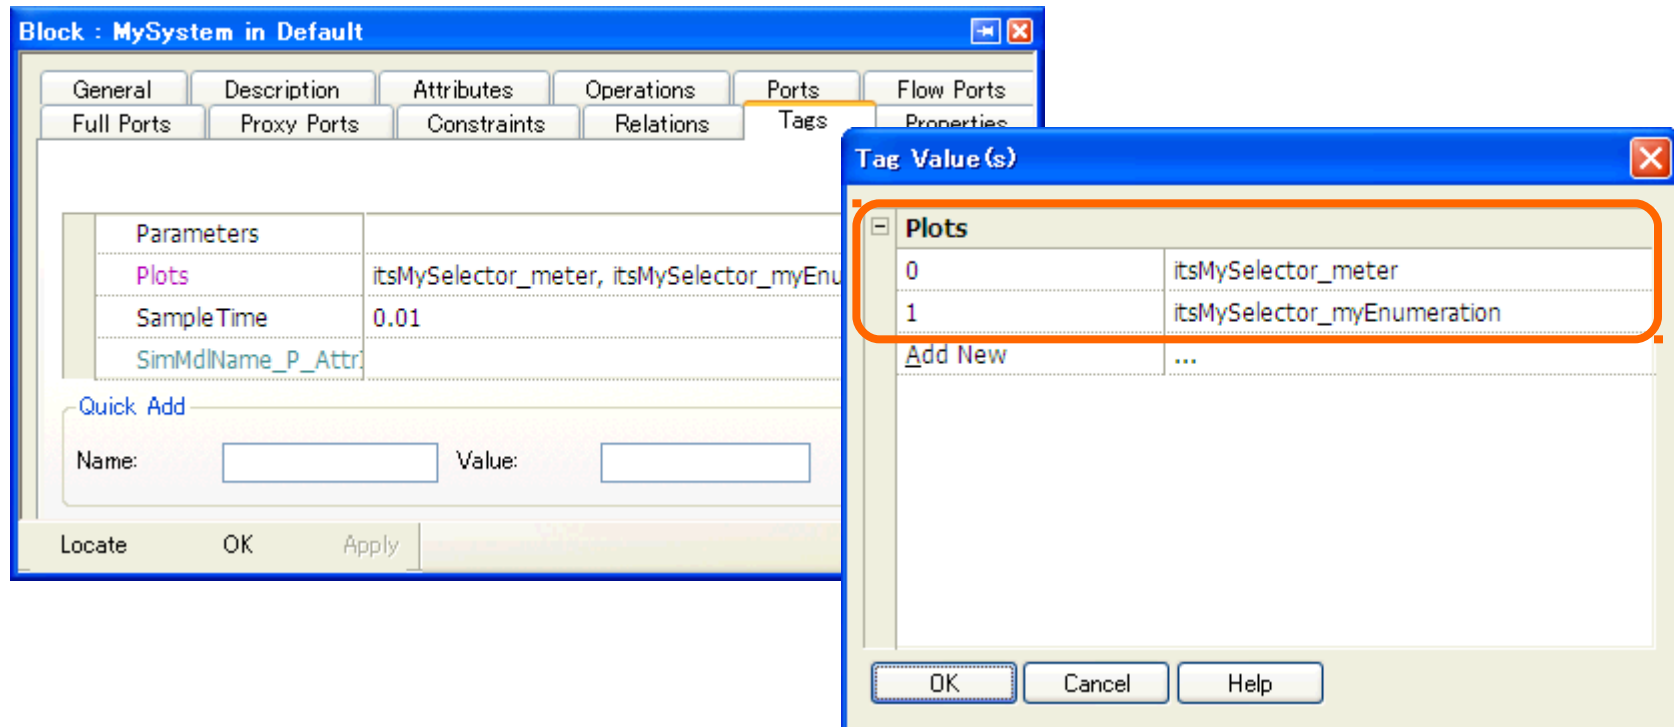 Block : MySystem in Default
General Description Attributes Operations Ports Flow Ports
Full Ports Proxy Ports Constraints Relations Tags Properties
Parameters
Plots itsMySelector_meter, itsMySelector_myEnu
SampleTime 0.01
SimMdlName_P_Attr
Quick Add
Name: Value:
Locate OK Apply
Tag Value(s)
Plots
0 itsMySelector_meter
1 itsMySelector_myEnumeration
Add New ...
OK Cancel Help